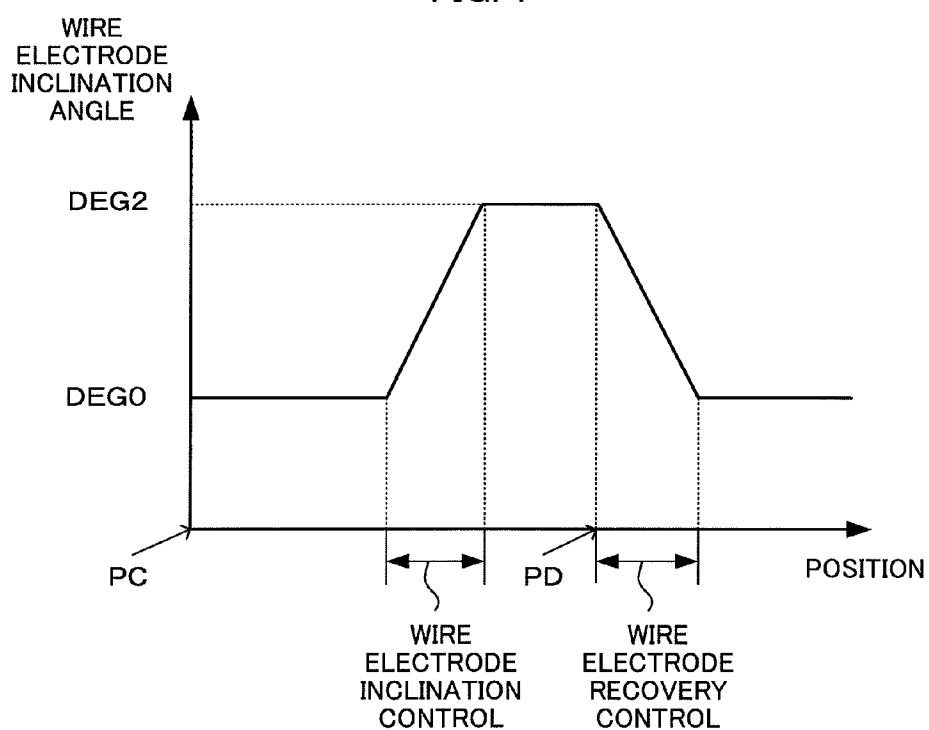 WIRE
ELECTRODE
INCLINATION
ANGLE
DEG2
DEG0
PC
PD
POSITION
WIRE
ELECTRODE
INCLINATION
CONTROL
WIRE
ELECTRODE
RECOVERY
CONTROL